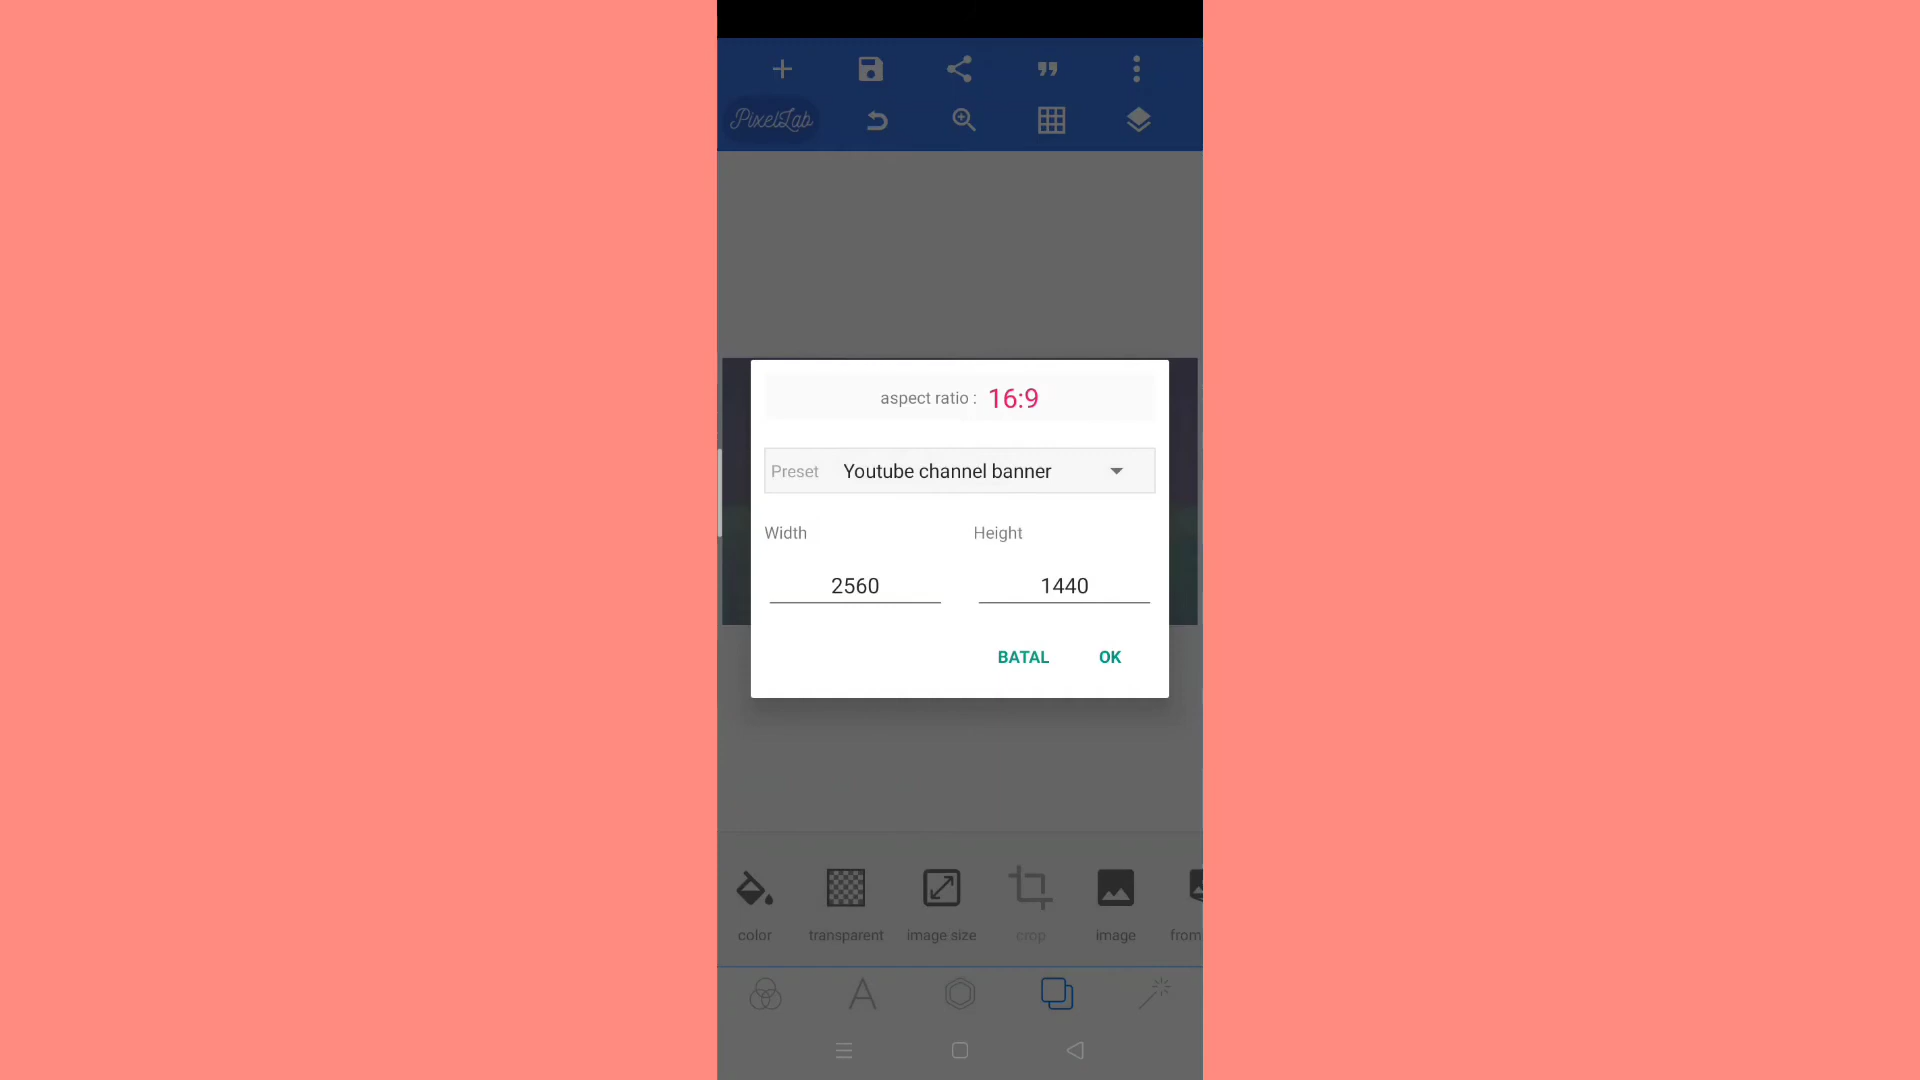 PixelLab
aspect ratio : 16:9
Preset Youtube channel banner
Width Height
2560 1440
BATAL OK
color transparent image size crop image from